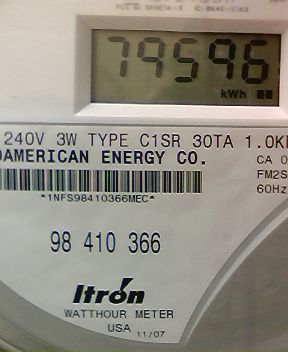 79596
kWh
240V 3W TYPE C1SR 30TA 1.0K
AMERICAN ENERGY CO.
CA 0
FM2S
60Hz
*1NFS98410366MEC*
98 410 366
Itrón
WATTHOUR METER
USA 11/07